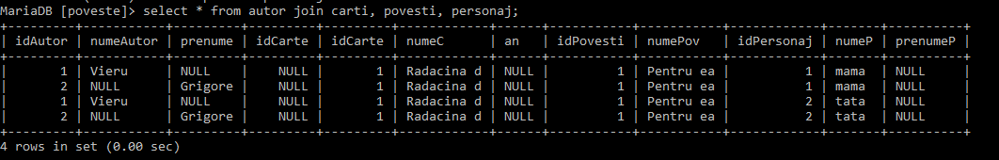 MariaDB [poveste]> select * from autor join carti, povesti, personaj;
+---------+-----------+---------+---------+---------+------------+------+-----------+-----------+------------+-------+----------+
| idAutor | numeAutor | prenume | idCarte | idCarte | numeC      | an   | idPovesti | numePov   | idPersonaj | numeP | prenumeP |
+---------+-----------+---------+---------+---------+------------+------+-----------+-----------+------------+-------+----------+
|       1 | Vieru     | NULL    |    NULL |       1 | Radacina d | NULL |         1 | Pentru ea |          1 | mama  | NULL     |
|       2 | NULL      | Grigore |    NULL |       1 | Radacina d | NULL |         1 | Pentru ea |          1 | mama  | NULL     |
|       1 | Vieru     | NULL    |    NULL |       1 | Radacina d | NULL |         1 | Pentru ea |          2 | tata  | NULL     |
|       2 | NULL      | Grigore |    NULL |       1 | Radacina d | NULL |         1 | Pentru ea |          2 | tata  | NULL     |
+---------+-----------+---------+---------+---------+------------+------+-----------+-----------+------------+-------+----------+
4 rows in set (0.00 sec)